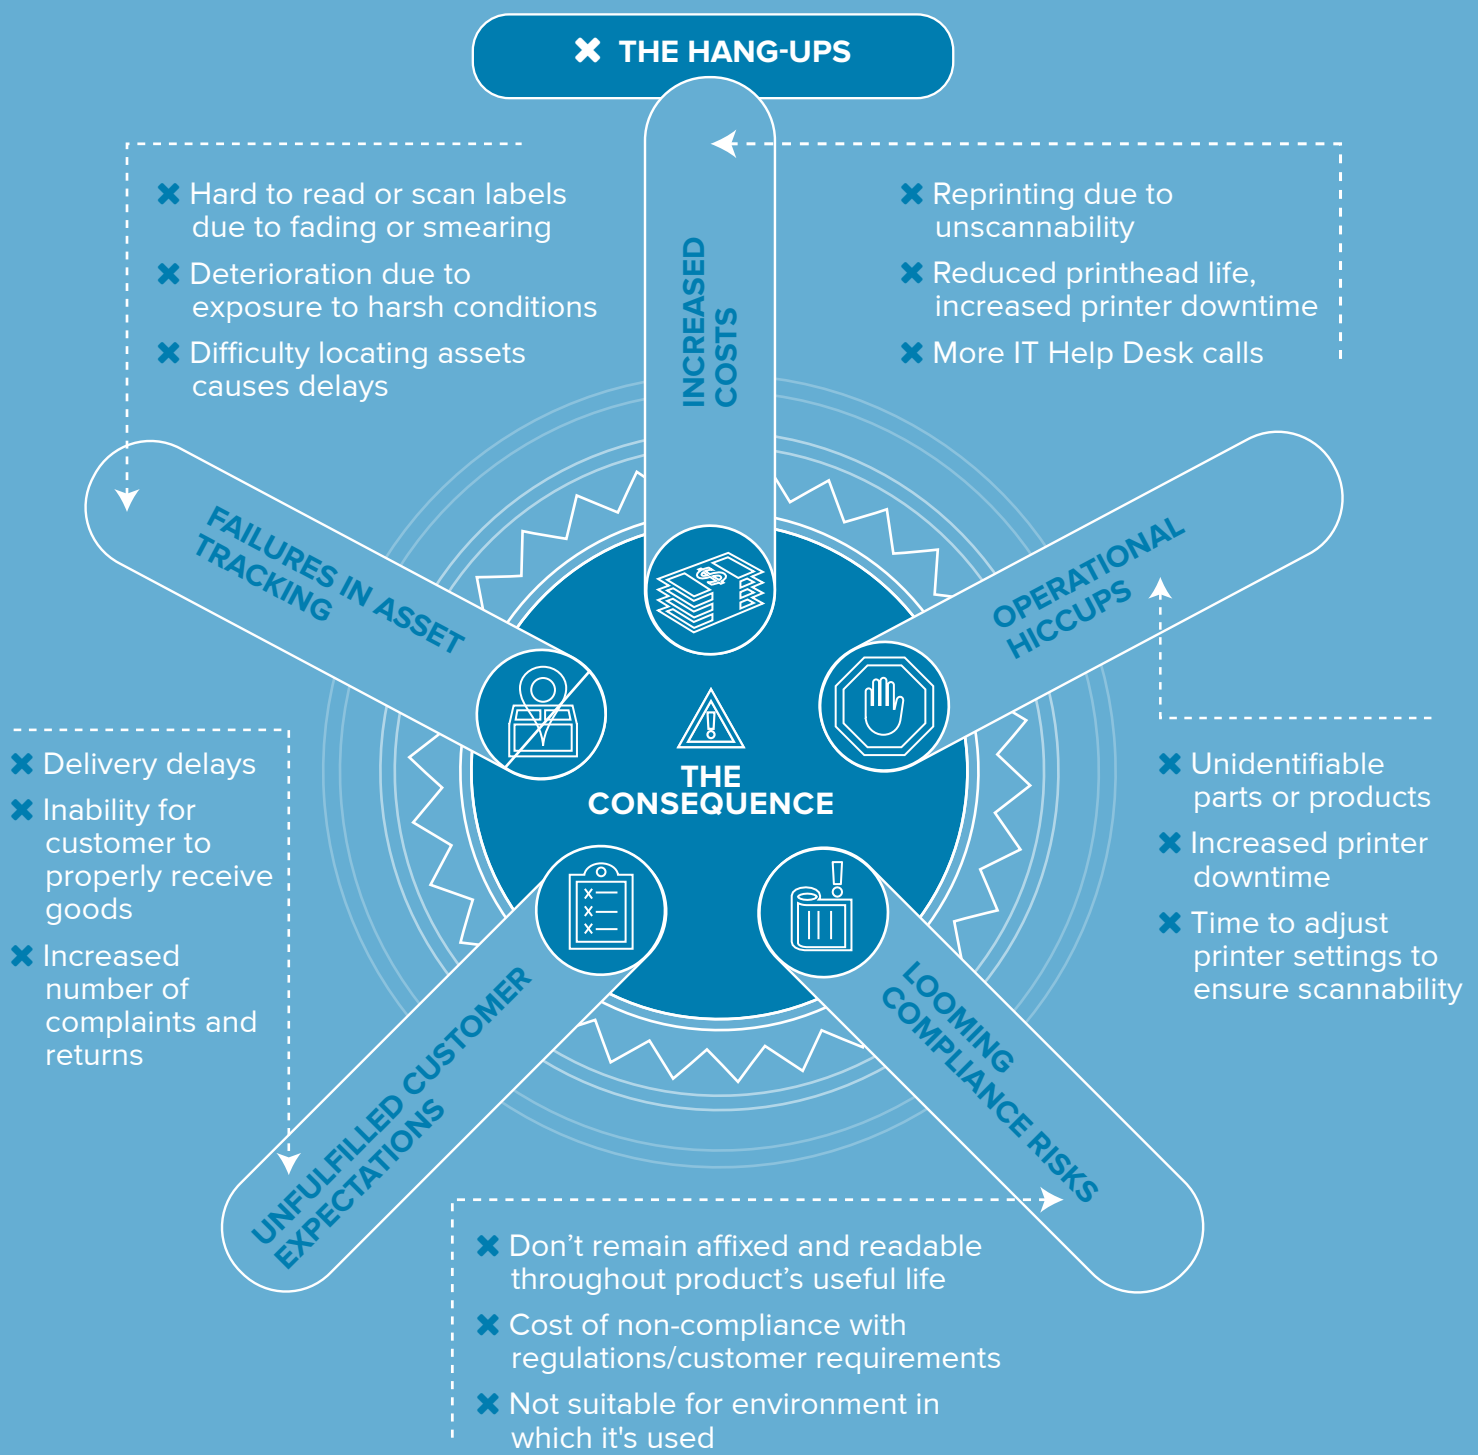 ✖ THE HANG-UPS
✖ Hard to read or scan labels
due to fading or smearing
✖ Deterioration due to
exposure to harsh conditions
✖ Difficulty locating assets
causes delays
INCREASED
COSTS
✖ Reprinting due to
unscannability
✖ Reduced printhead life,
increased printer downtime
✖ More IT Help Desk calls
FAILURES IN ASSET
TRACKING
OPERATIONAL
HICCUPS
$
THE
CONSEQUENCE
✖ Delivery delays
✖ Inability for
customer to
properly receive
goods
✖ Increased
number of
complaints and
returns
✖ Unidentifiable
parts or products
✖ Increased printer
downtime
✖ Time to adjust
printer settings to
ensure scannability
UNFULFILLED CUSTOMER
EXPECTATIONS
LOOMING
COMPLIANCE RISKS
✖ Don’t remain affixed and readable
throughout product’s useful life
✖ Cost of non-compliance with
regulations/customer requirements
✖ Not suitable for environment in
which it's used